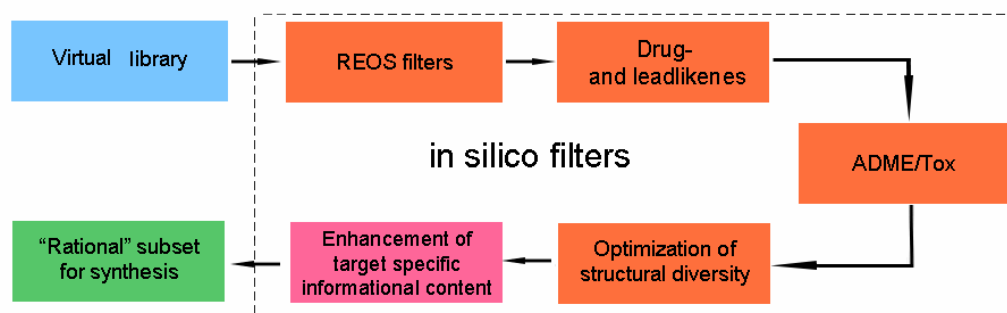 Virtual library
REOS filters
Drug-
and leadlikenes
ADME/Tox
in silico filters
“Rational” subset
for synthesis
Enhancement of
target specific
informational content
Optimization of
structural diversity